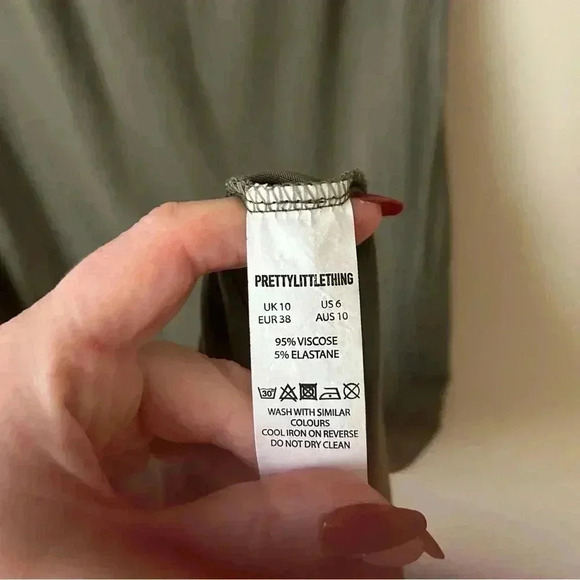 PRETTYLITTLETHING
UK 10 US 6
EUR 38 AUS 10
95% VISCOSE
5% ELASTANE
30
WASH WITH SIMILAR
COLOURS
COOL IRON ON REVERSE
DO NOT DRY CLEAN